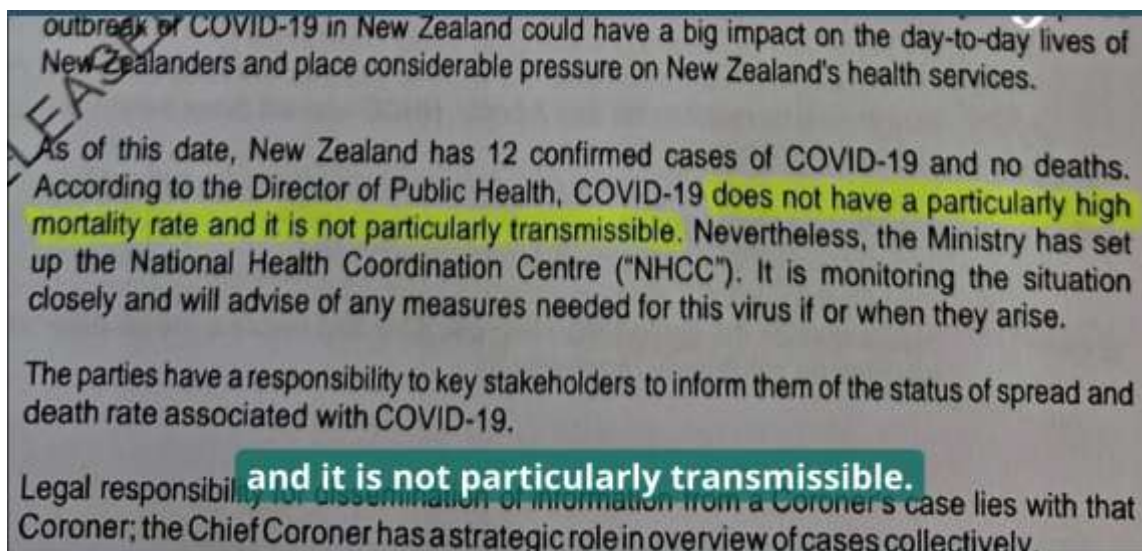 outbreak of COVID-19 in New Zealand could have a big impact on the day-to-day lives of
New Zealanders and place considerable pressure on New Zealand's health services.
As of this date, New Zealand has 12 confirmed cases of COVID-19 and no deaths.
According to the Director of Public Health, COVID-19 does not have a particularly high
mortality rate and it is not particularly transmissible. Nevertheless, the Ministry has set
up the National Health Coordination Centre ("NHCC"). It is monitoring the situation
closely and will advise of any measures needed for this virus if or when they arise.
The parties have a responsibility to key stakeholders to inform them of the status of spread and
death rate associated with COVID-19.
and it is not particularly transmissible.
Legal responsibility for dissemination of information from a Coroner's case lies with that
Coroner; the Chief Coroner has a strategic role in overview of cases collectively